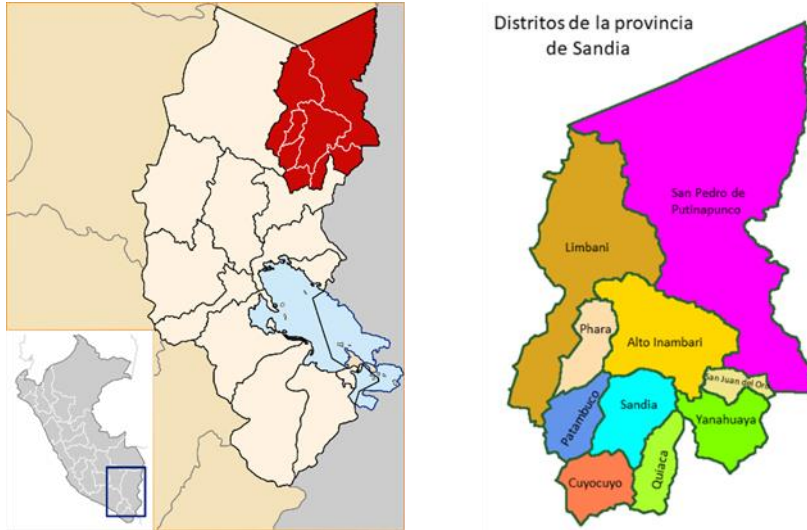 Distritos de la provincia
de Sandia
San Pedro de
Putinapunco
Limbani
Phara
Alto Inambari
San Juan del Oro
Patambuco
Sandia
Yanahuaya
Quiaca
Cuyocuyo